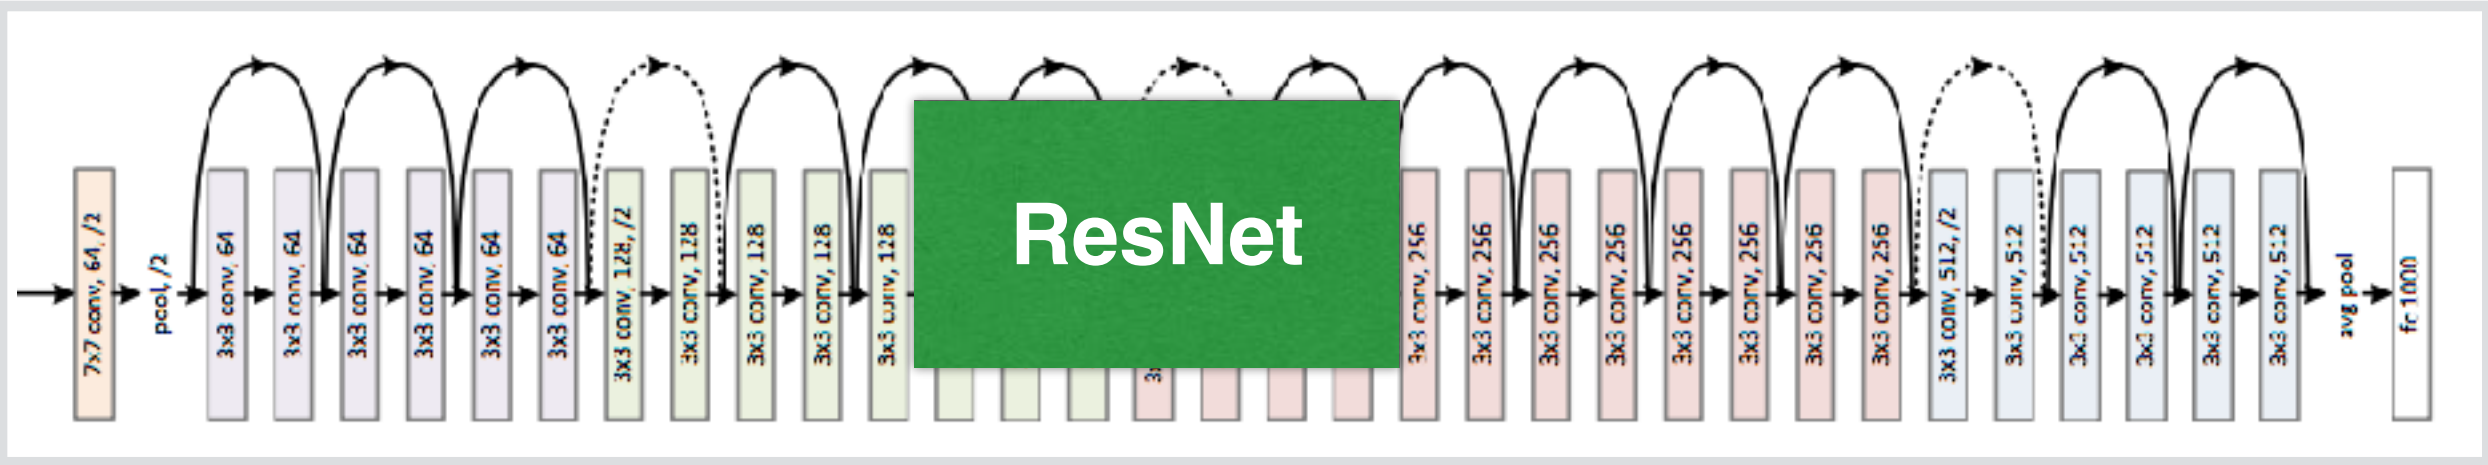 7x7 conv, 64, /2
pool, /2
3x3 conv, 64
3x3 conv, 64
3x3 conv, 64
3x3 conv, 64
3x3 conv, 64
3x3 conv, 64
3x3 conv, 128, /2
3x3 conv, 128
3x3 conv, 128
3x3 conv, 128
3x3 conv, 128
ResNet
3x3 conv, 256
3x3 conv, 256
3x3 conv, 256
3x3 conv, 256
3x3 conv, 256
3x3 conv, 256
3x3 conv, 256
3x3 conv, 256
3x3 conv, 512, /2
3x3 conv, 512
3x3 conv, 512
3x3 conv, 512
3x3 conv, 512
3x3 conv, 512
avg pool
fc 1000